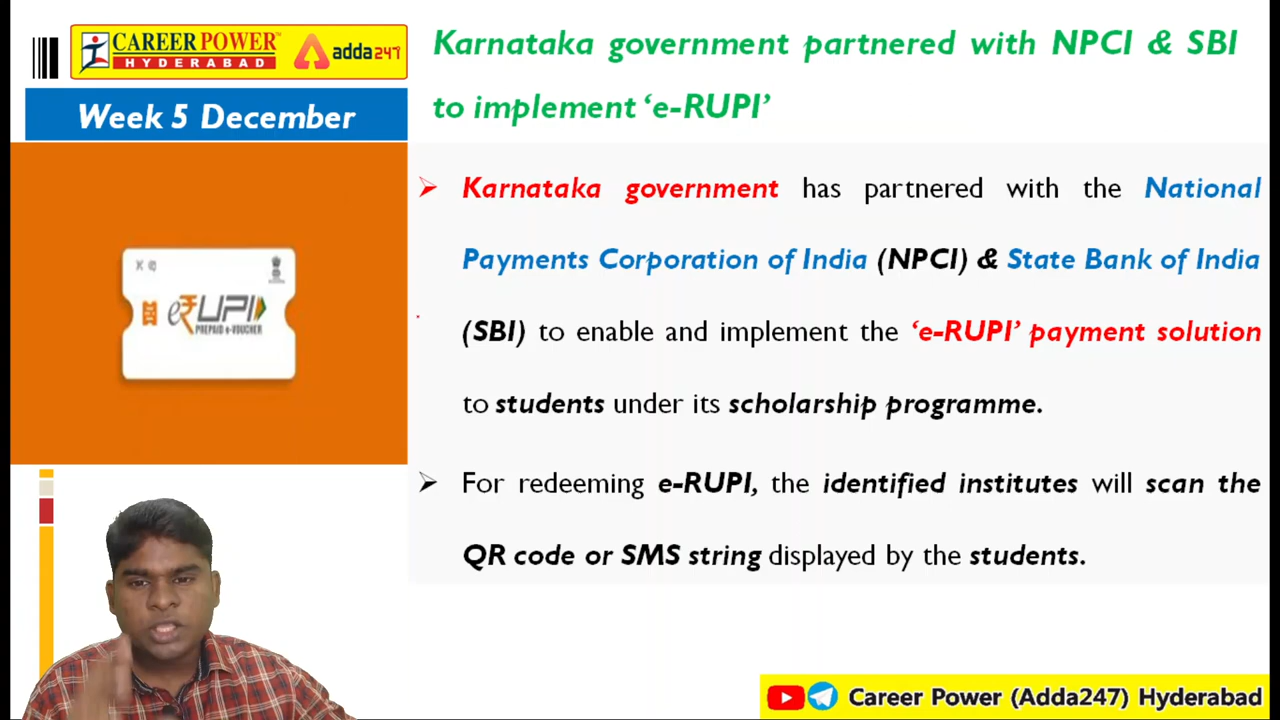 CAREER POWER
HYDERABAD
adda247
Week 5 December
Karnataka government partnered with NPCI & SBI
to implement ‘e-RUPI’
UPI
PREPAID e-VOUCHER
➢ Karnataka government has partnered with the National
Payments Corporation of India (NPCI) & State Bank of India
(SBI) to enable and implement the ‘e-RUPI’ payment solution
to students under its scholarship programme.
➢ For redeeming e-RUPI, the identified institutes will scan the
QR code or SMS string displayed by the students.
Career Power (Adda247) Hyderabad